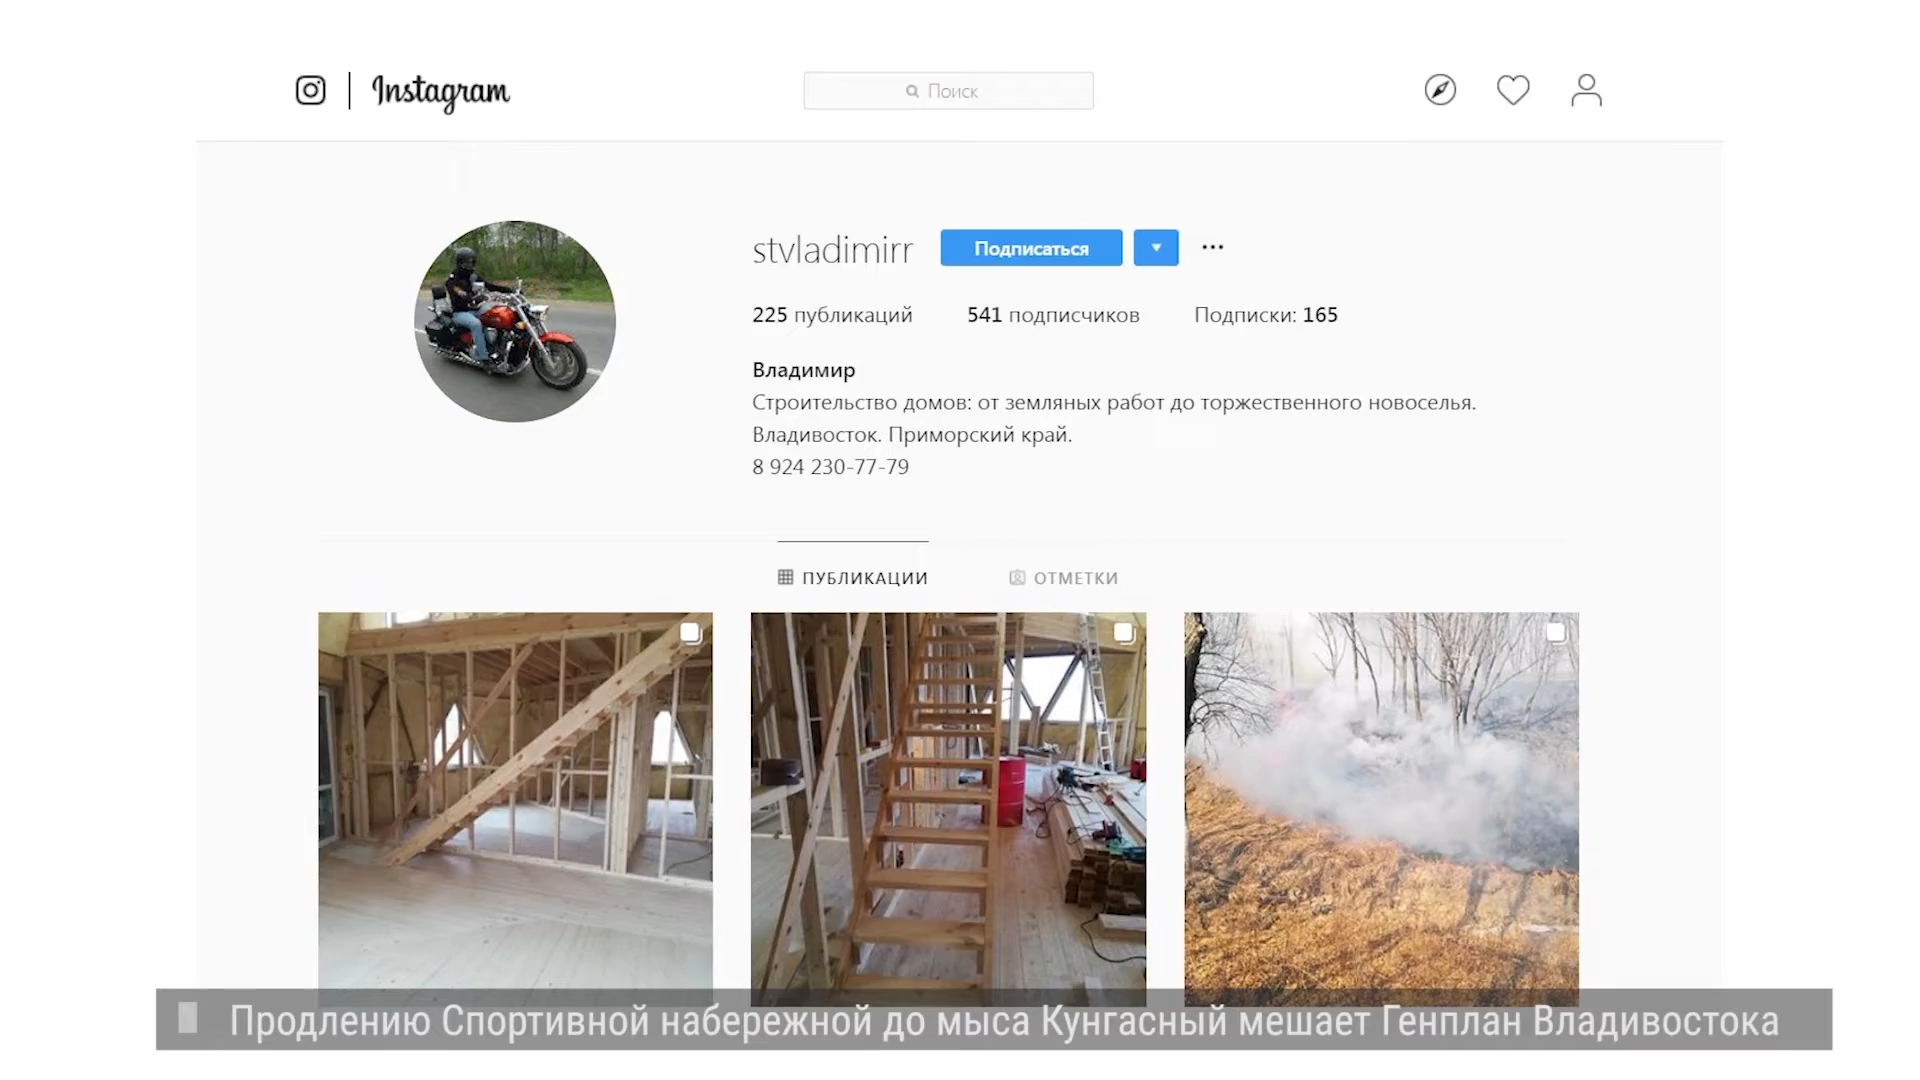 Instagram
Поиск
stvladimirr Подписаться
225 публикаций 541 подписчиков Подписки: 165
Владимир
Строительство домов: от земляных работ до торжественного новоселья.
Владивосток. Приморский край.
8 924 230-77-79
ПУБЛИКАЦИИ ОТМЕТКИ
Продлению Спортивной набережной до мыса Кунгасный мешает Генплан Владивостока